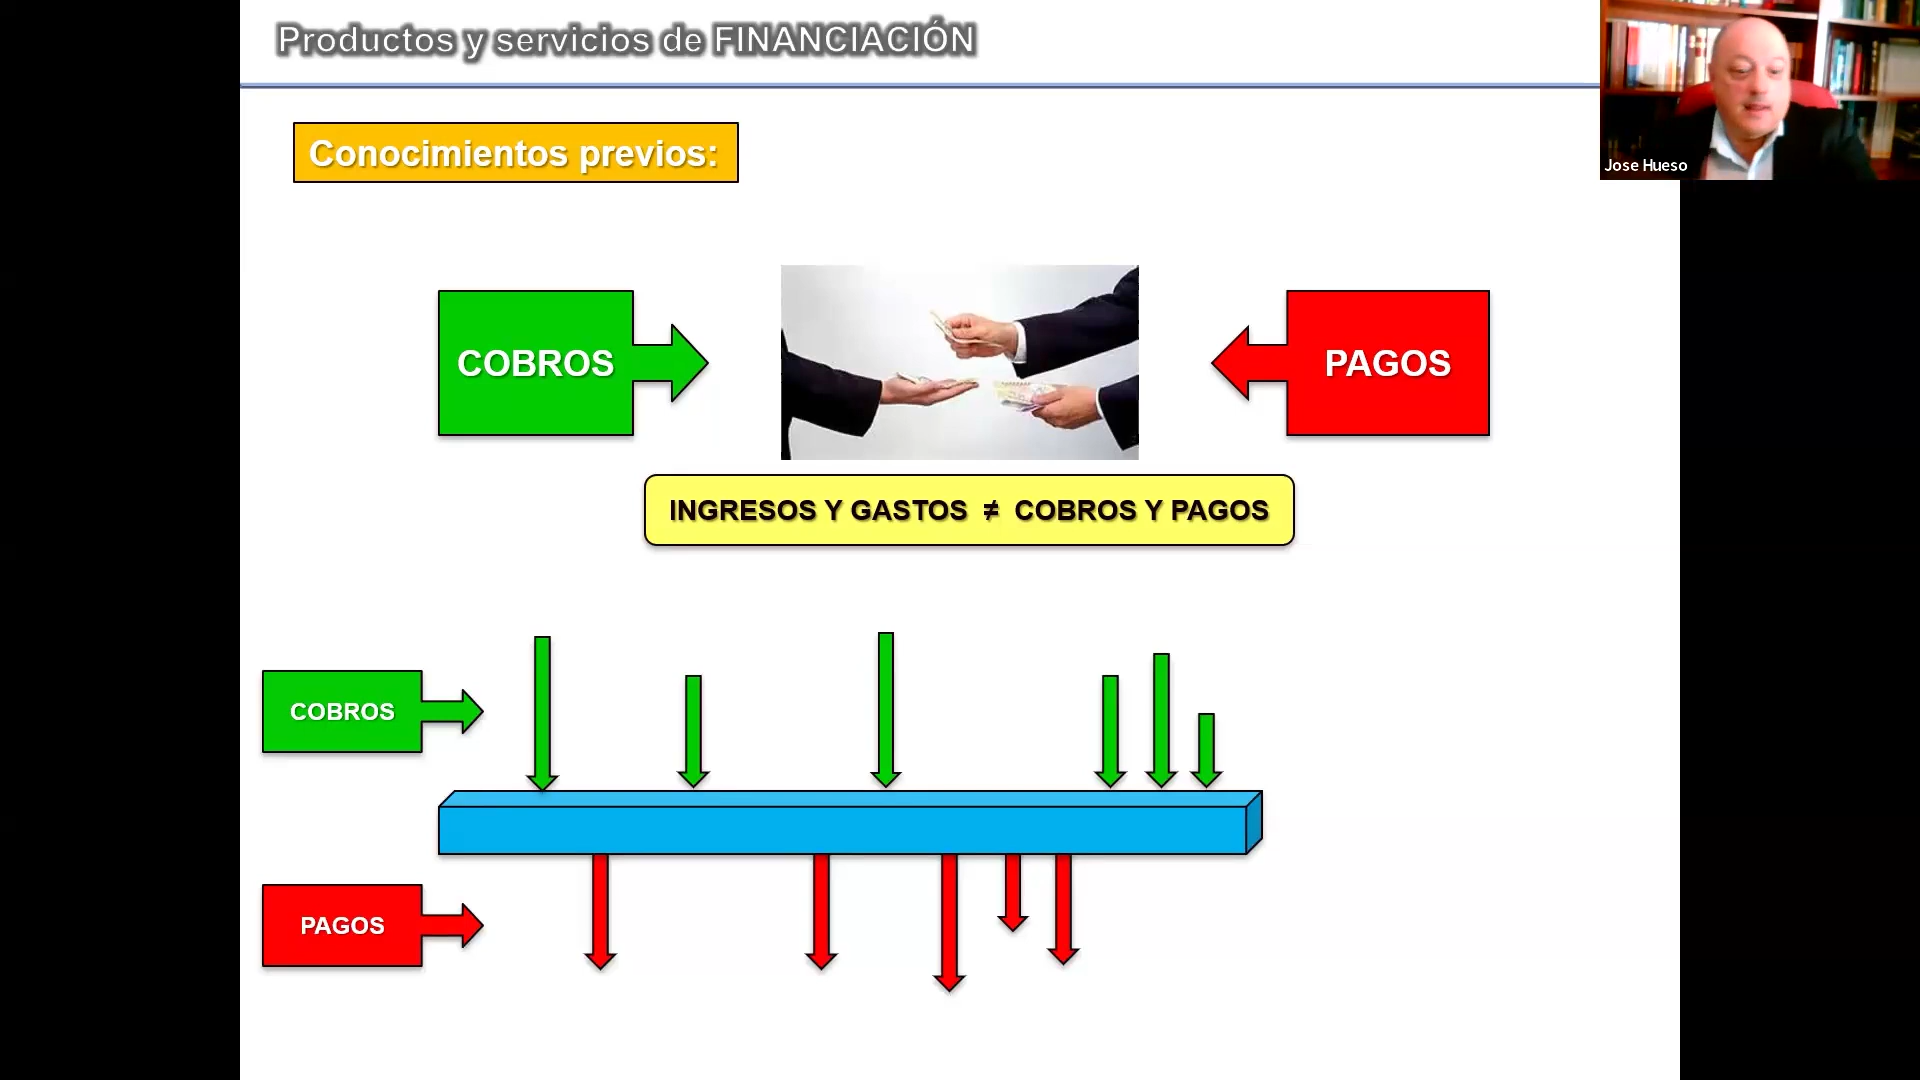 Productos y servicios de FINANCIACIÓN
Jose Hueso
Conocimientos previos:
COBROS
PAGOS
INGRESOS Y GASTOS ≠ COBROS Y PAGOS
COBROS
PAGOS